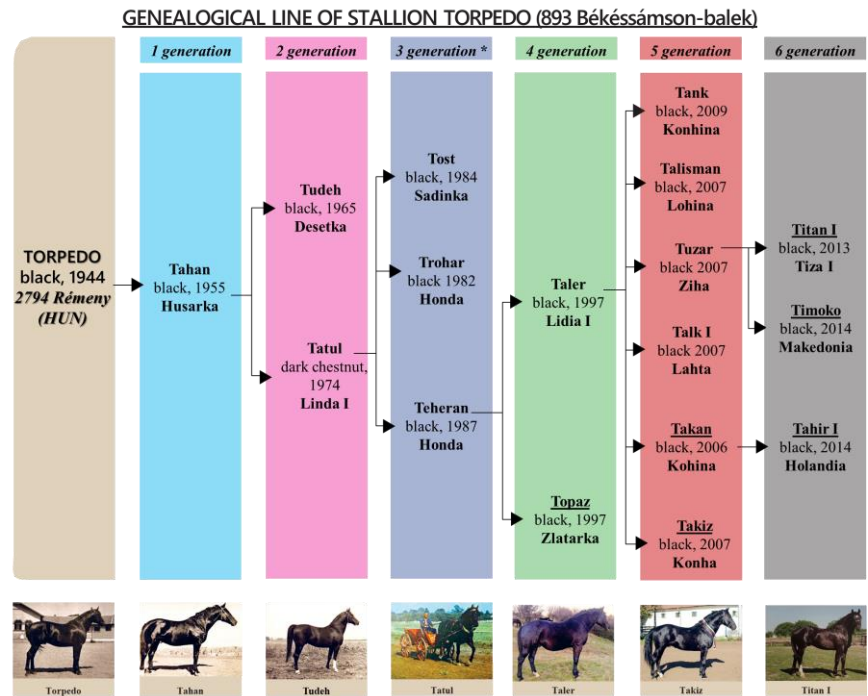 GENEALOGICAL LINE OF STALLION TORPEDO (893 Békéssámson-balek)
1 generation
2 generation
3 generation *
4 generation
5 generation
6 generation
TORPEDO
black, 1944
2794 Rémeny
(HUN)
Tahan
black, 1955
Husarka
Tudeh
black, 1965
Desetka
Tatul
dark chestnut,
1974
Linda I
Tost
black, 1984
Sadinka
Trohar
black 1982
Honda
Teheran
black, 1987
Honda
Taler
black, 1997
Lidia I
Topaz
black, 1997
Zlatarka
Tank
black, 2009
Konhina
Talisman
black, 2007
Lohina
Tuzar
black 2007
Ziha
Talk I
black 2007
Lahta
Takan
black, 2006
Kohina
Takiz
black, 2007
Konha
Titan I
black, 2013
Tiza I
Timoko
black, 2014
Makedonia
Tahir I
black, 2014
Holandia
Torpedo
Tahan
Tudeh
Tatul
Taler
Takiz
Titan I